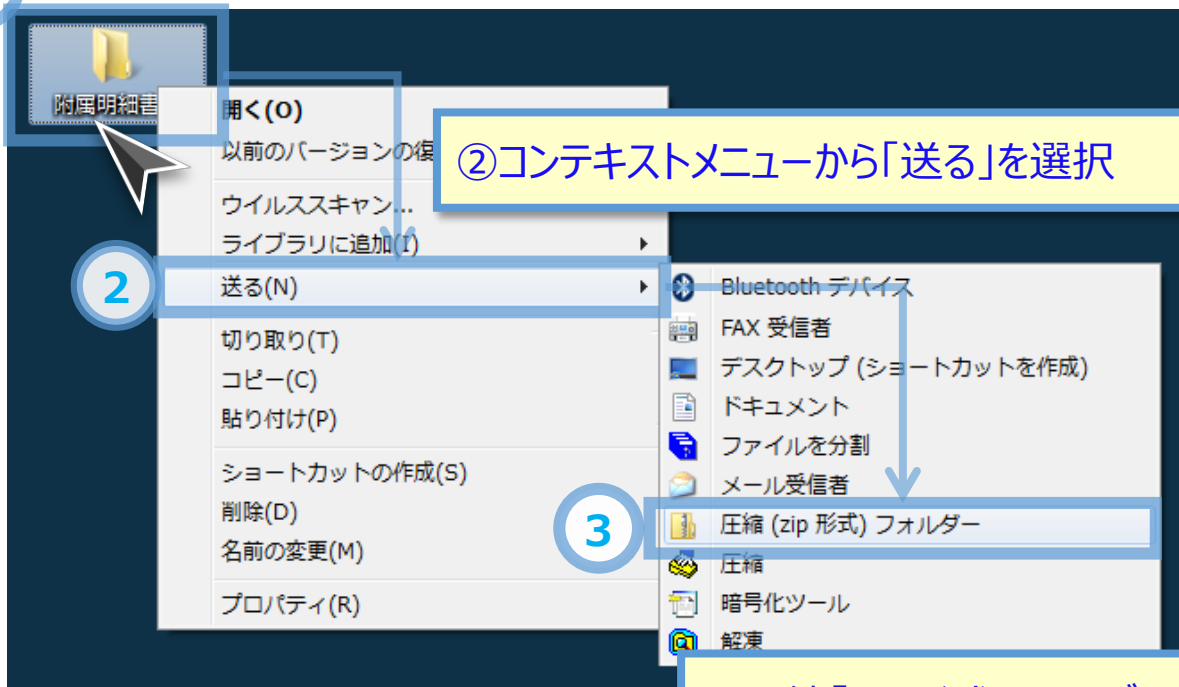 附属明細書
開く(O)
以前のバージョンの復
②コンテキストメニューから「送る」を選択
ウイルススキャン...
ライブラリに追加(I)
2
送る(N)
切り取り(T)
コピー(C)
貼り付け(P)
ショートカットの作成(S)
削除(D)
名前の変更(M)
プロパティ(R)
Bluetooth デバイス
FAX 受信者
デスクトップ (ショートカットを作成)
ドキュメント
ファイルを分割
メール受信者
3
圧縮 (zip 形式) フォルダー
圧縮
暗号化ツール
解凍